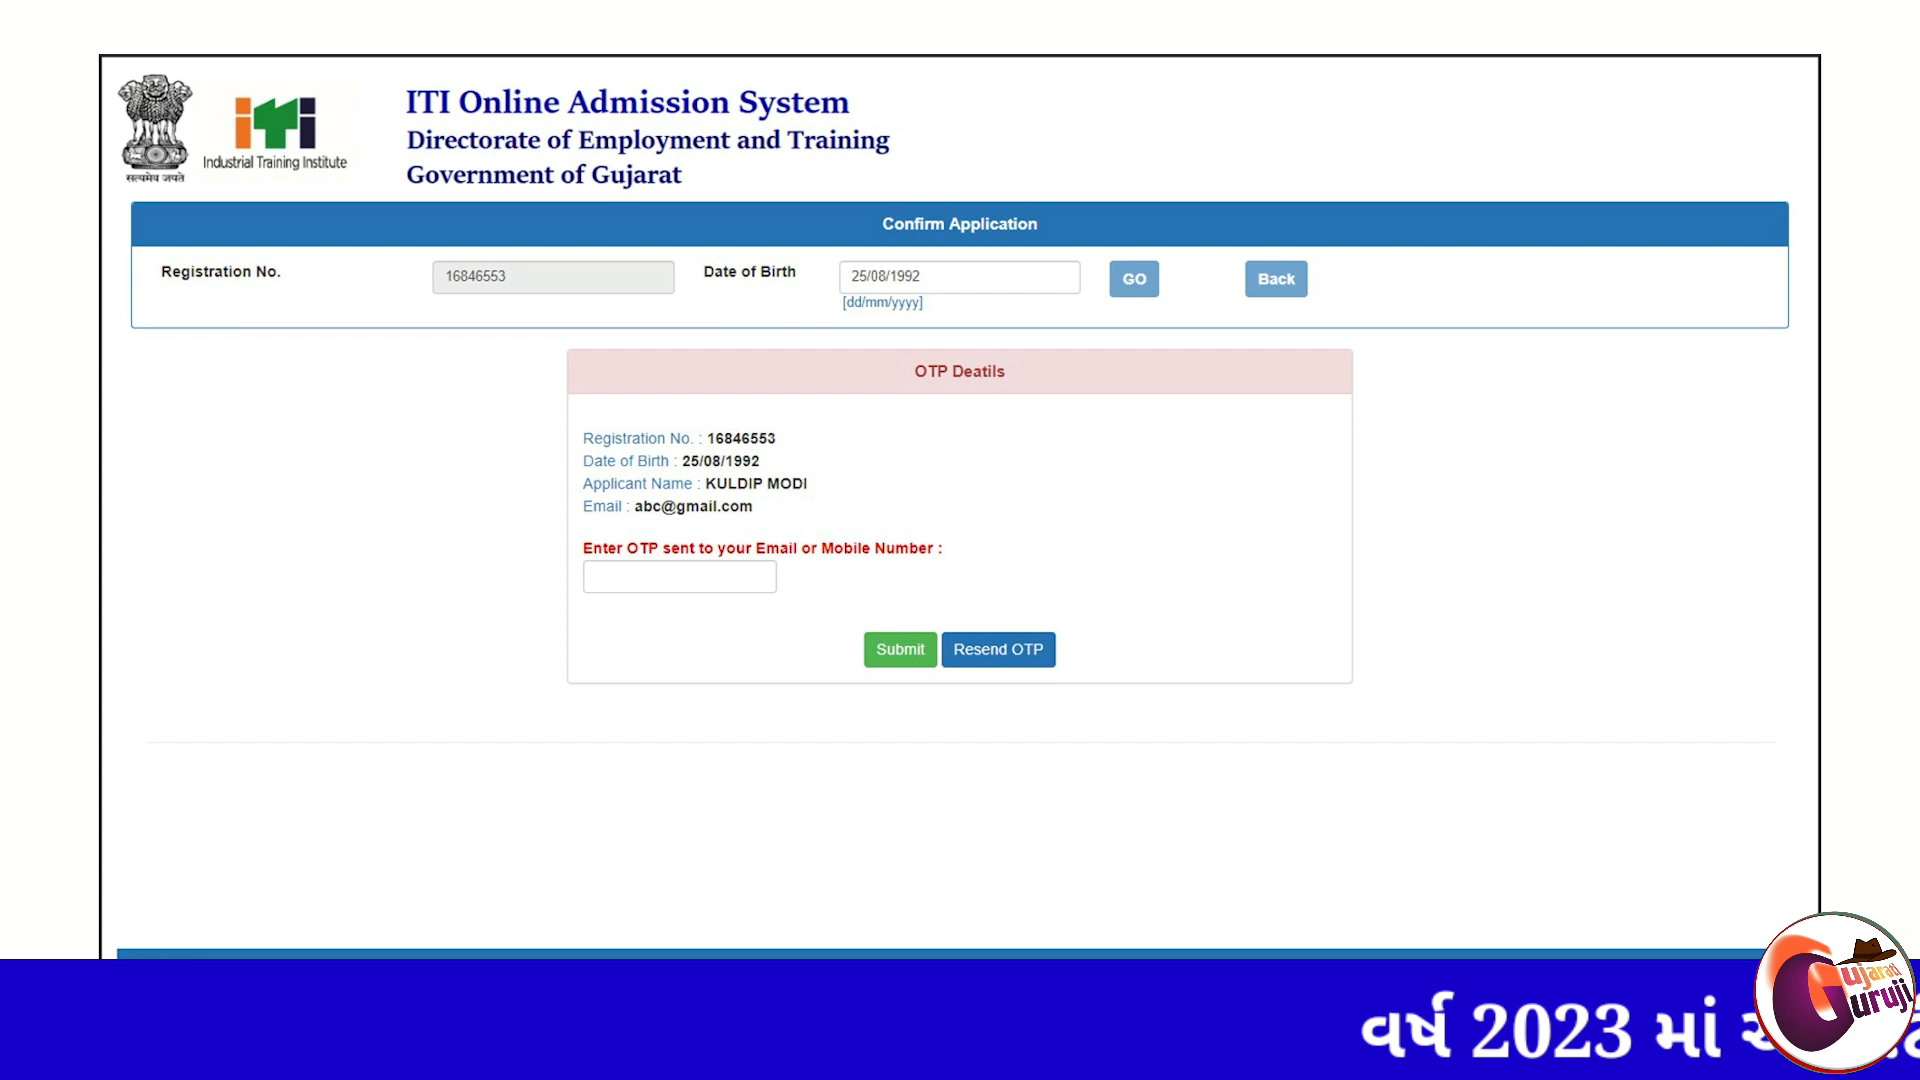 सत्यमेव जयते
iTi
Industrial Training Institute
ITI Online Admission System
Directorate of Employment and Training
Government of Gujarat
Confirm Application
Registration No. 16846553 Date of Birth 25/08/1992 GO Back
[dd/mm/yyyy]
OTP Deatils
Registration No. : 16846553
Date of Birth : 25/08/1992
Applicant Name : KULDIP MODI
Email : abc@gmail.com
Enter OTP sent to your Email or Mobile Number :
Submit Resend OTP
વર્ષ 2023 માં
Gujarati
Guruji